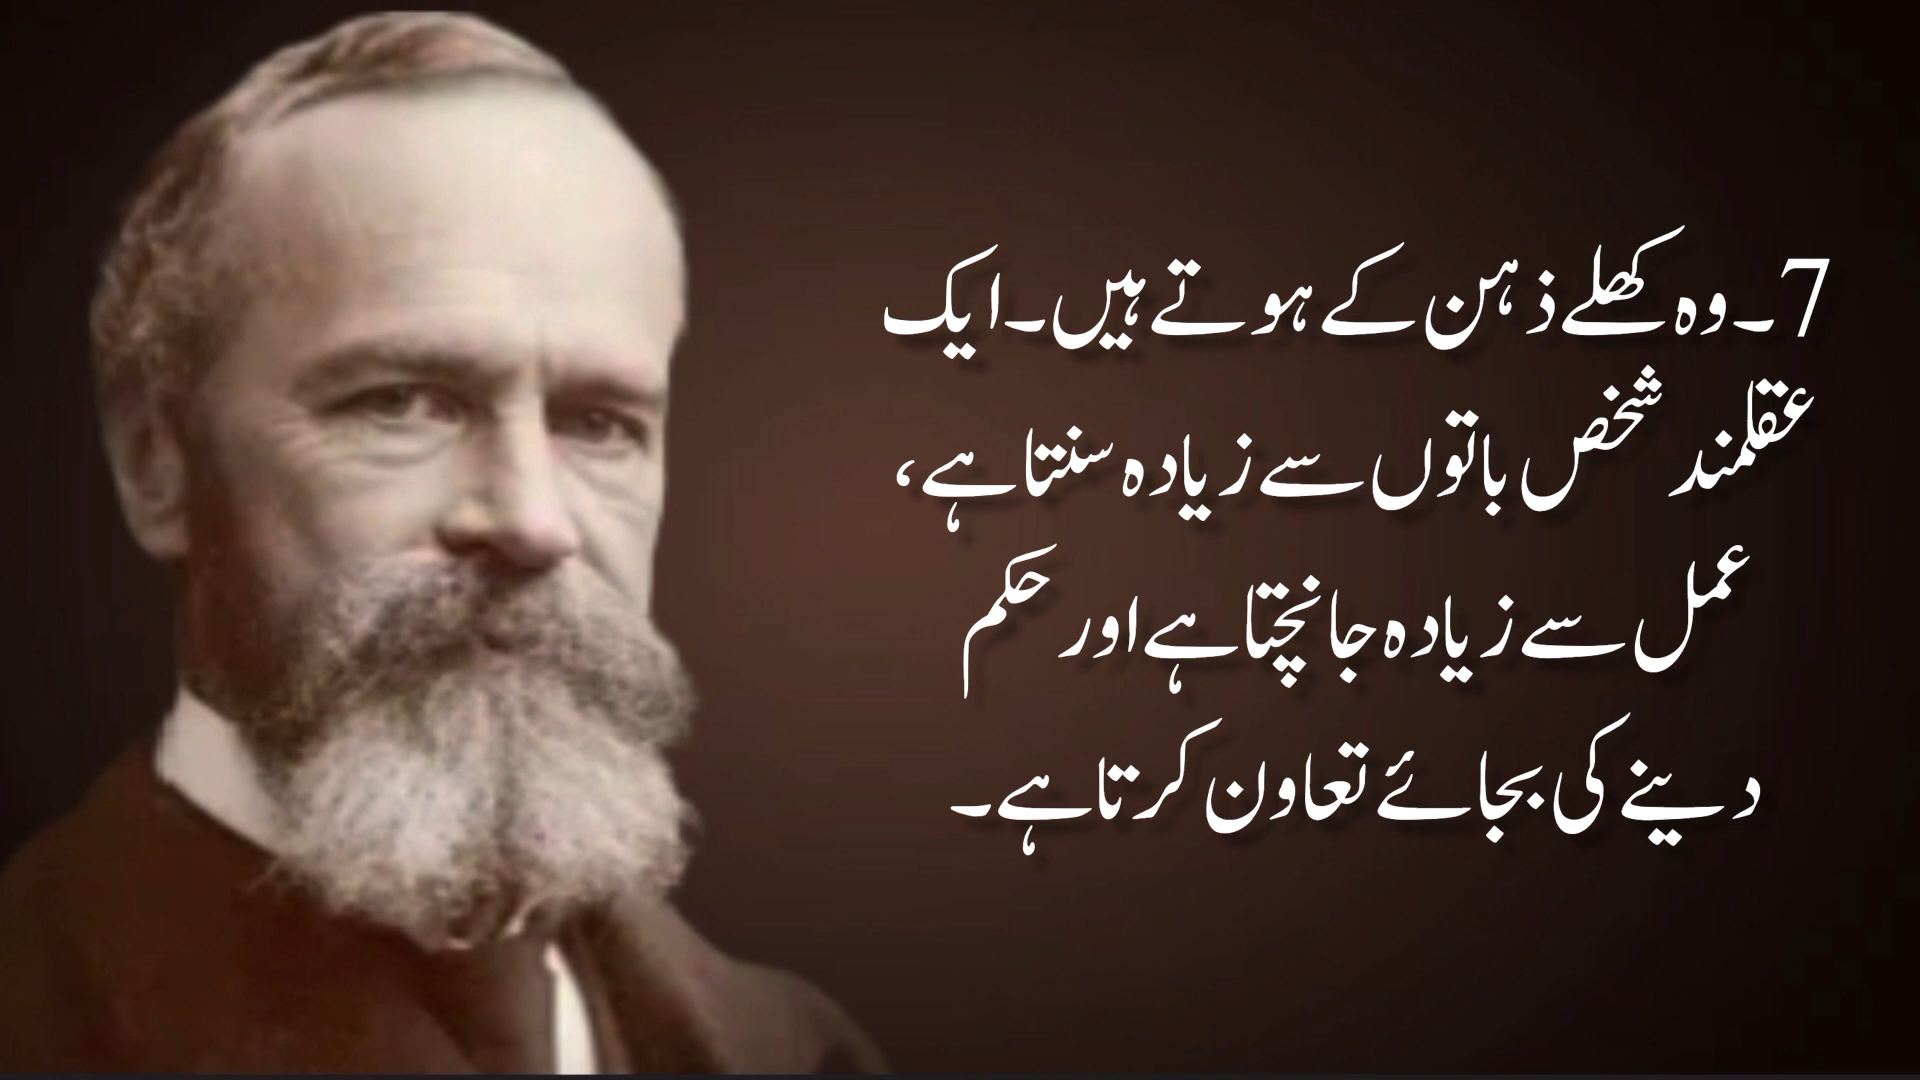 7۔وہ کھلے ذہن کے ہوتے ہیں۔ایک
عقلمند شخص باتوں سے زیادہ سنتا ہے،
عمل سے زیادہ جانچتا ہے اور حکم
دینے کی بجائے تعاون کرتا ہے۔